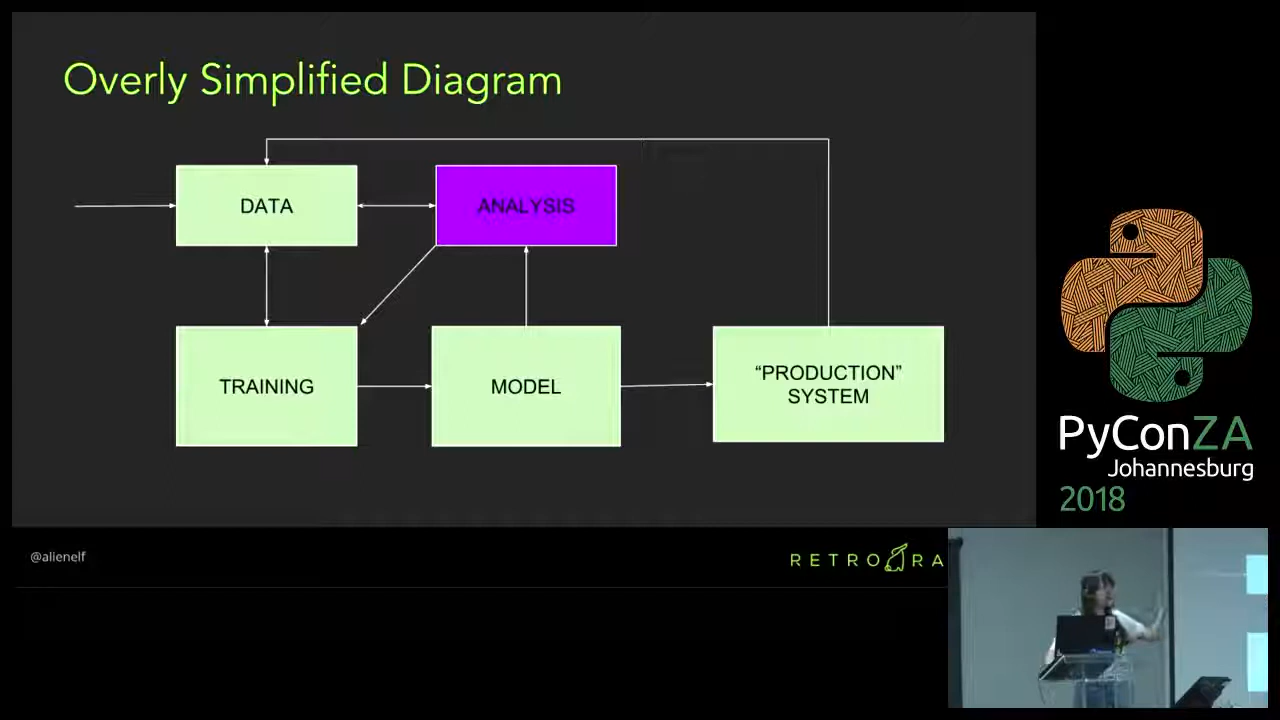 Overly Simplified Diagram
DATA
ANALYSIS
TRAINING
MODEL
“PRODUCTION”
SYSTEM
PyConZA
Johannesburg
2018
@alienelf
RETRO RA